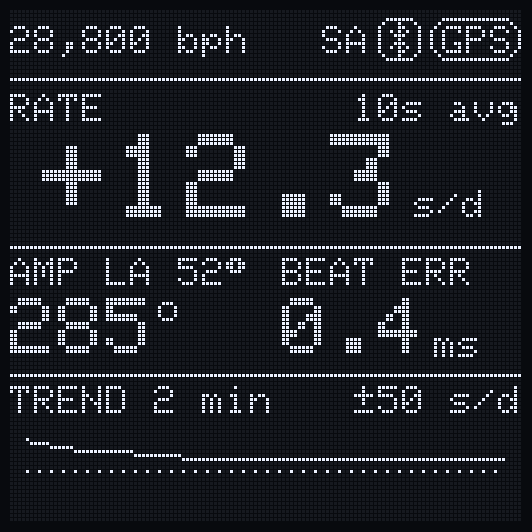 28,800 bph SA GPS
RATE 10s avg
+12.3 s/d
AMP LA 52° BEAT ERR
285° 0.4 ms
TREND 2 min ±50 s/d